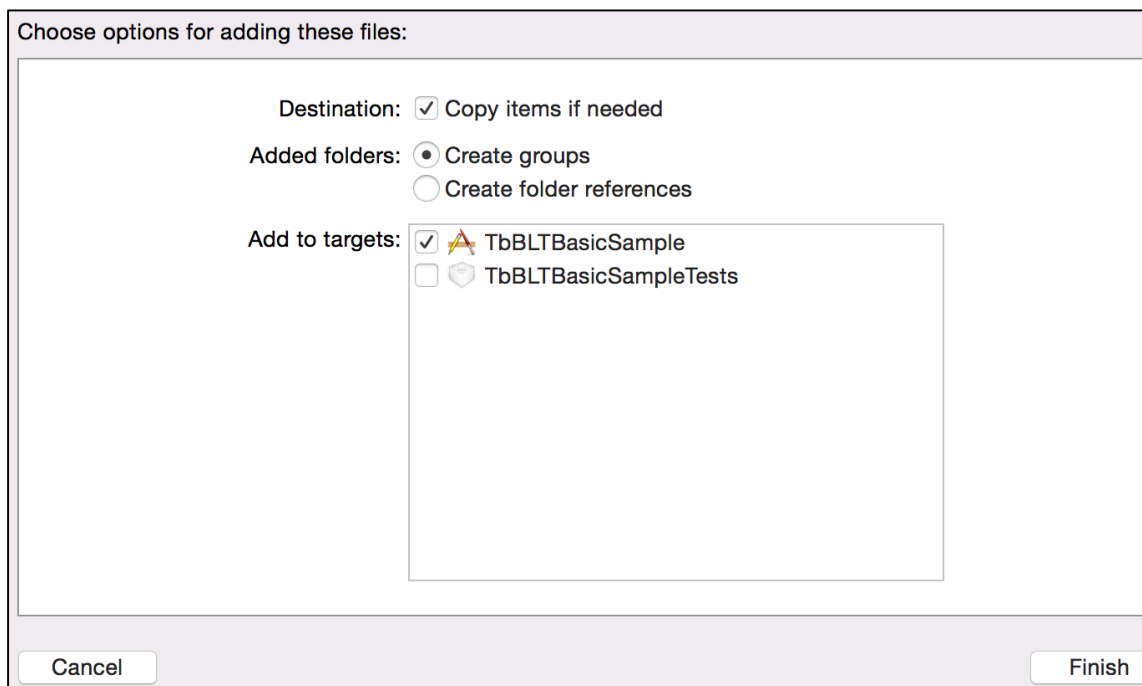 Choose options for adding these files:
Destination: Copy items if needed
Added folders: Create groups
Create folder references
Add to targets: TbBLTBasicSample
TbBLTBasicSampleTests
Cancel Finish